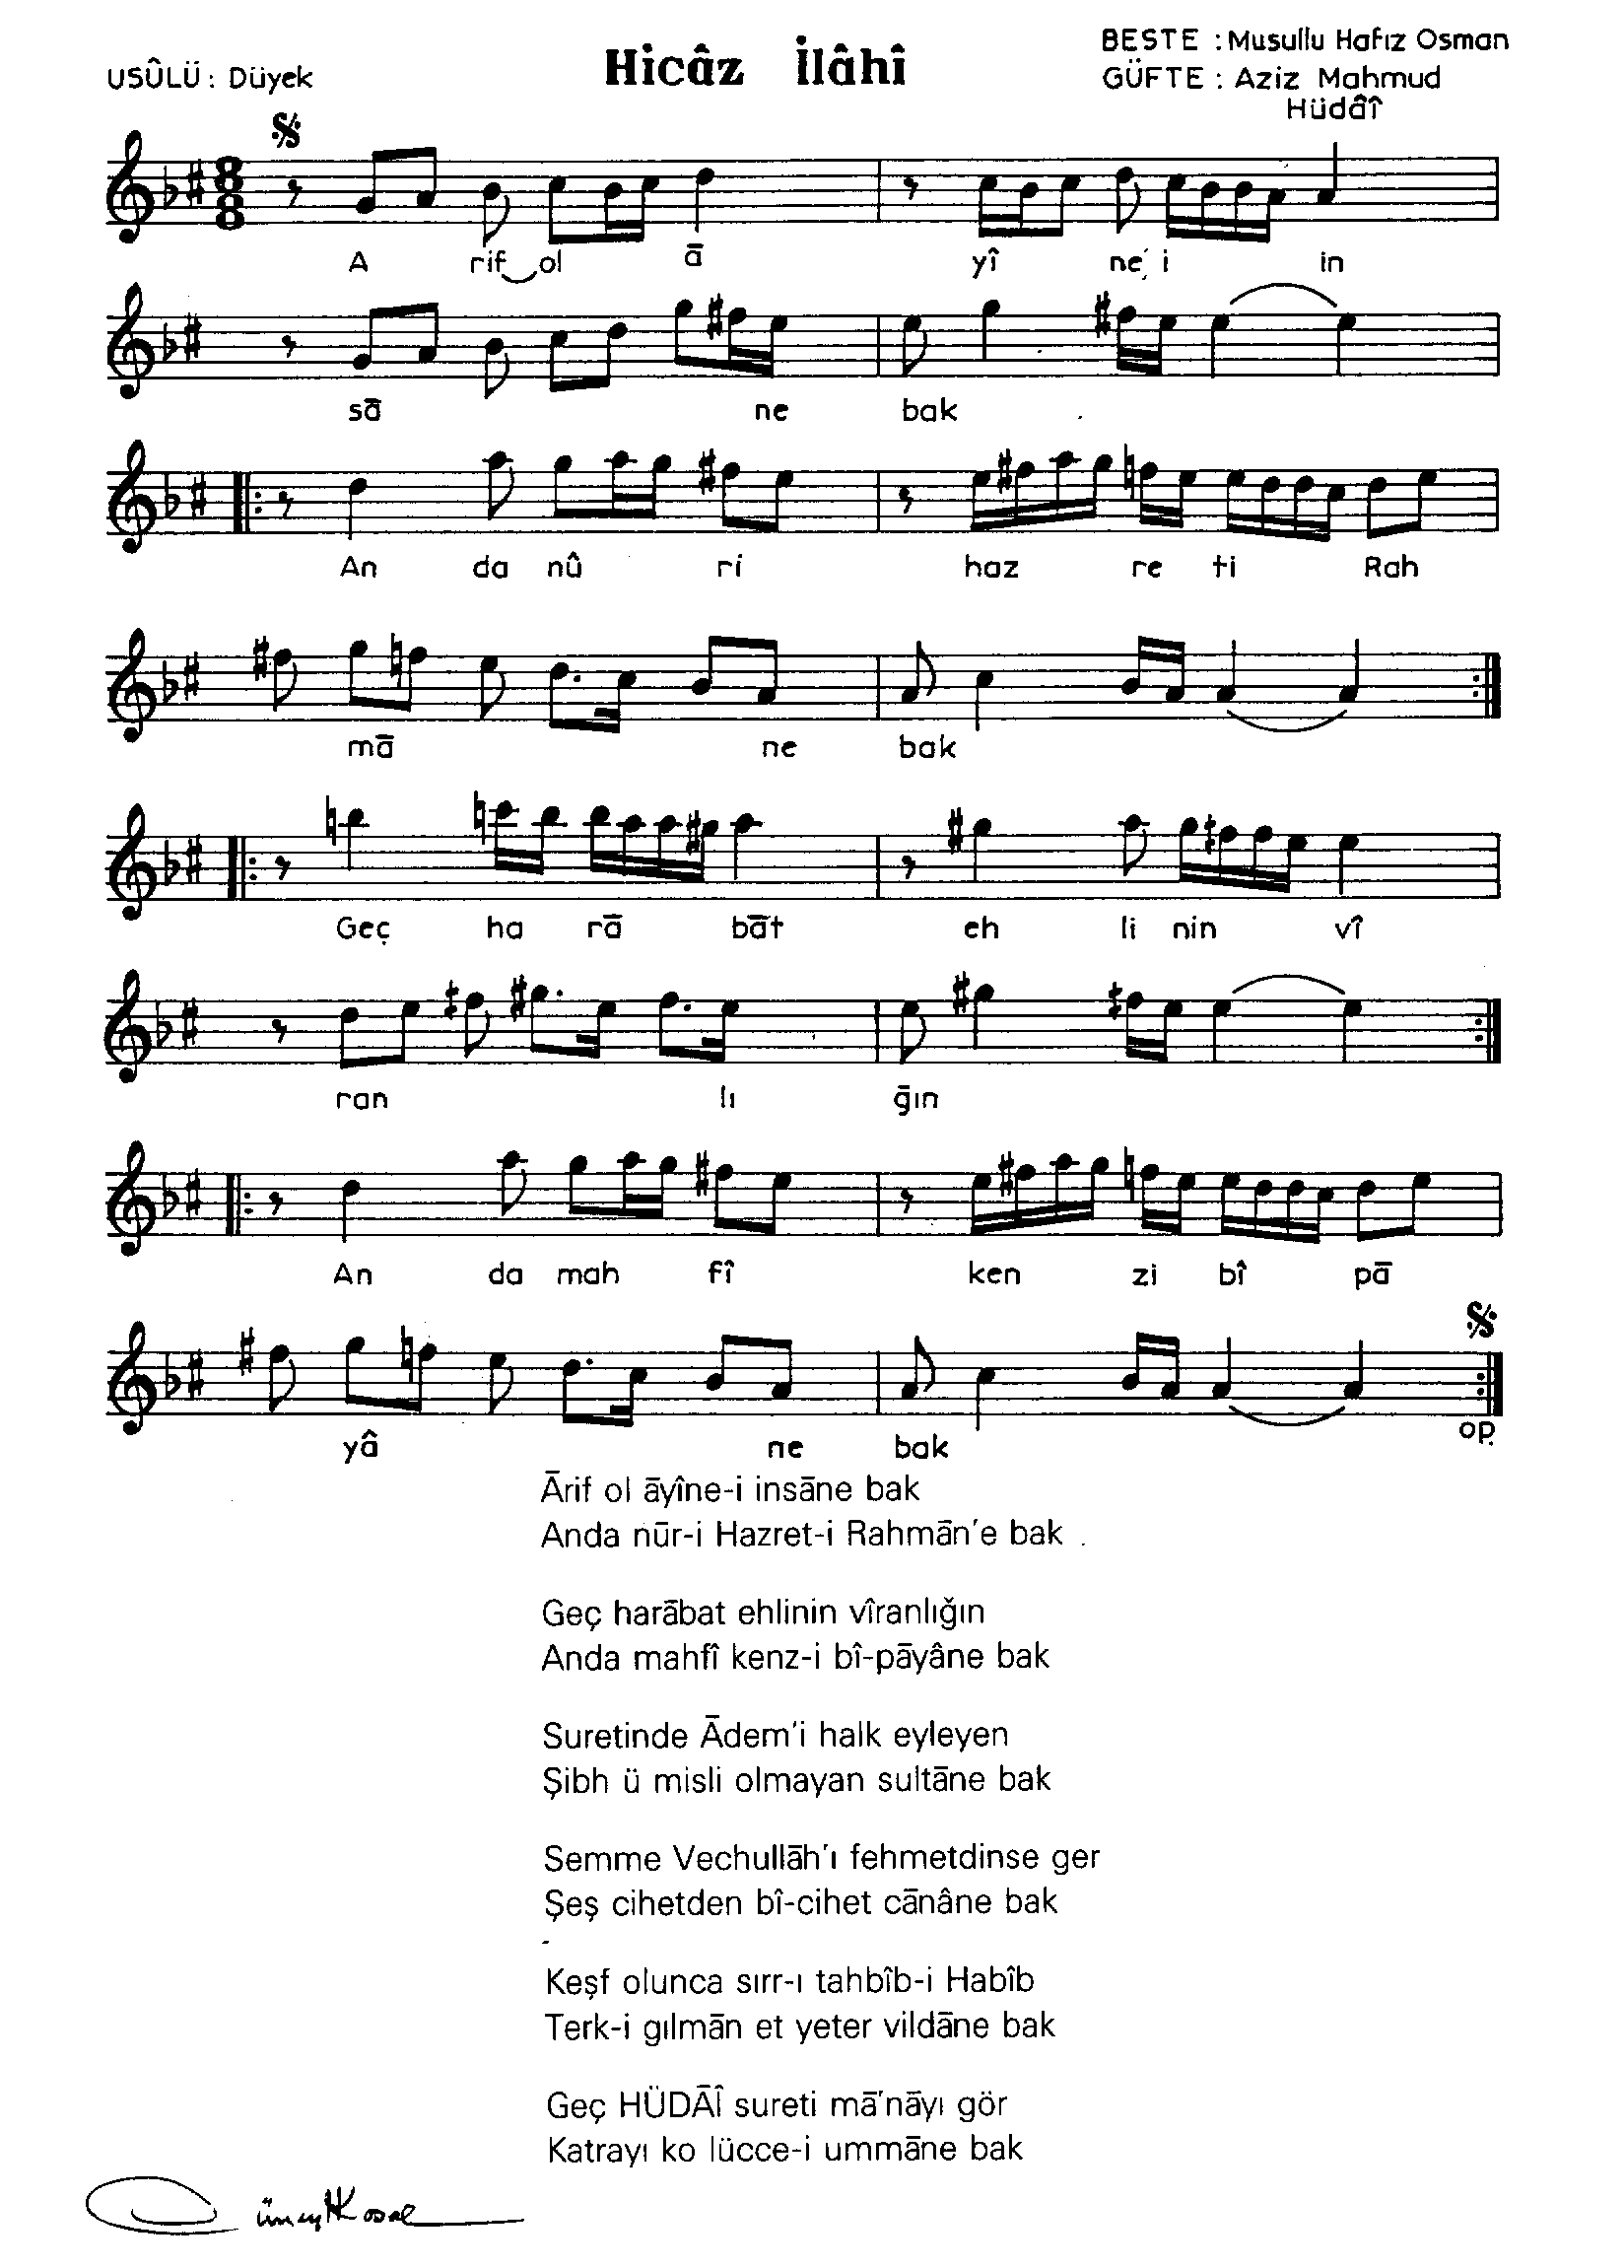 Hicâz İlâhî
USÛLÜ : Düyek
BESTE : Musullu Hafız Osman
GÜFTE : Aziz Mahmud
Hüdâî
A rif ol ā yî ne i in
sā ne bak
An da nû ri haz re ti Rah
mā ne bak
Geç ha rā bāt eh li nin vî
ran lı ğın
An da mah fî ken zi bî pā
yâ ne bak
Ārif ol āyîne-i insāne bak
Anda nūr-i Hazret-i Rahmān'e bak
Geç harābat ehlinin vîranlığın
Anda mahfî kenz-i bî-pāyâne bak
Suretinde Ādem'i halk eyleyen
Şibh ü misli olmayan sultāne bak
Semme Vechullāh'ı fehmetdinse ger
Şeş cihetden bî-cihet cānâne bak
Keşf olunca sırr-ı tahbîb-i Habîb
Terk-i gılmān et yeter vildāne bak
Geç HÜDĀÎ sureti mā'nāyı gör
Katrayı ko lücce-i ummāne bak